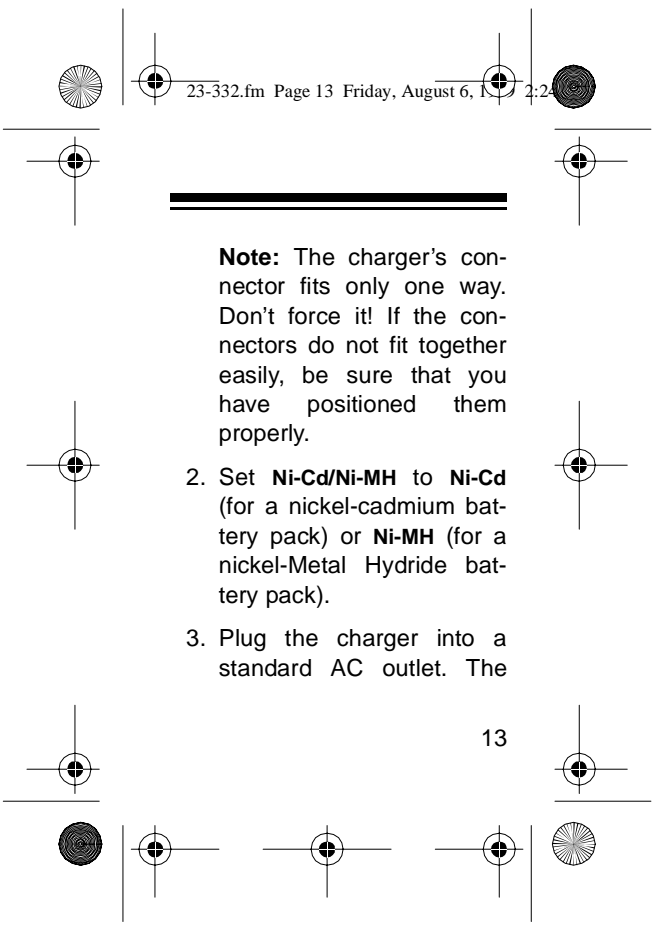 23-332.fm Page 13 Friday, August 6, 2:24
Note: The charger's con-
nector fits only one way.
Don't force it! If the con-
nectors do not fit together
easily, be sure that you
have positioned them
properly.
2. Set Ni-Cd/Ni-MH to Ni-Cd
(for a nickel-cadmium bat-
tery pack) or Ni-MH (for a
nickel-Metal Hydride bat-
tery pack).
3. Plug the charger into a
standard AC outlet. The
13